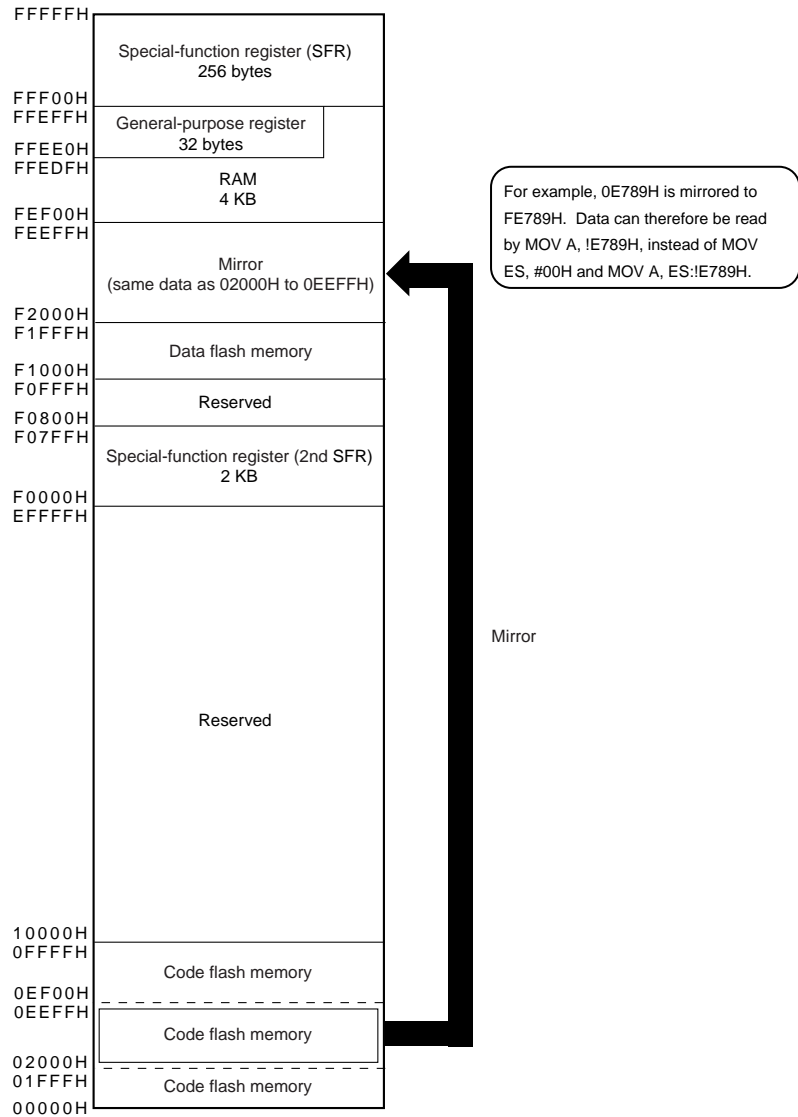 FFFFFH
Special-function register (SFR)
256 bytes
FFF00H
FFEFFH
General-purpose register
32 bytes
FFEE0H
FFEDFH
RAM
4 KB
FEF00H
FEEFFH
Mirror
(same data as 02000H to 0EEFFH)
F2000H
F1FFFH
Data flash memory
F1000H
F0FFFH
Reserved
F0800H
F07FFH
Special-function register (2nd SFR)
2 KB
F0000H
EFFFFH
Reserved
10000H
0FFFFH
Code flash memory
0EF00H
0EEFFH
Code flash memory
02000H
01FFFH
Code flash memory
00000H
For example, 0E789H is mirrored to
FE789H. Data can therefore be read
by MOV A, !E789H, instead of MOV
ES, #00H and MOV A, ES:!E789H.
Mirror